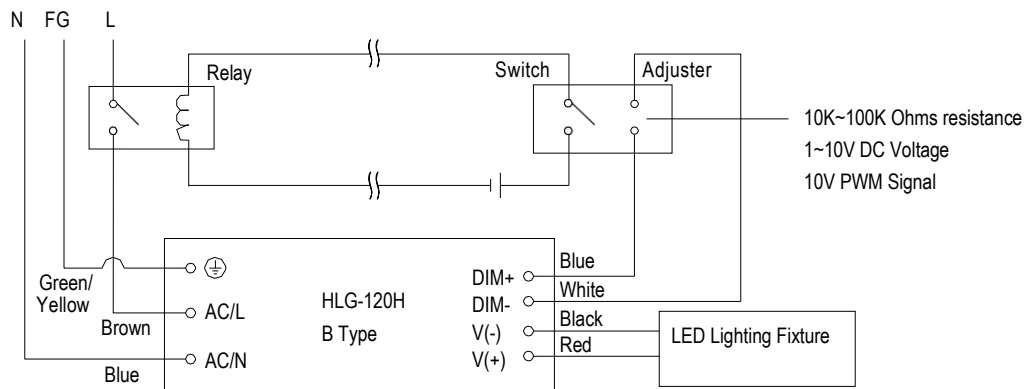 N FG L
Relay
Switch
Adjuster
10K~100K Ohms resistance
1~10V DC Voltage
10V PWM Signal
Green/
Yellow
Brown
Blue
AC/L
AC/N
HLG-120H
B Type
DIM+
DIM-
V(-)
V(+)
Blue
White
Black
Red
LED Lighting Fixture